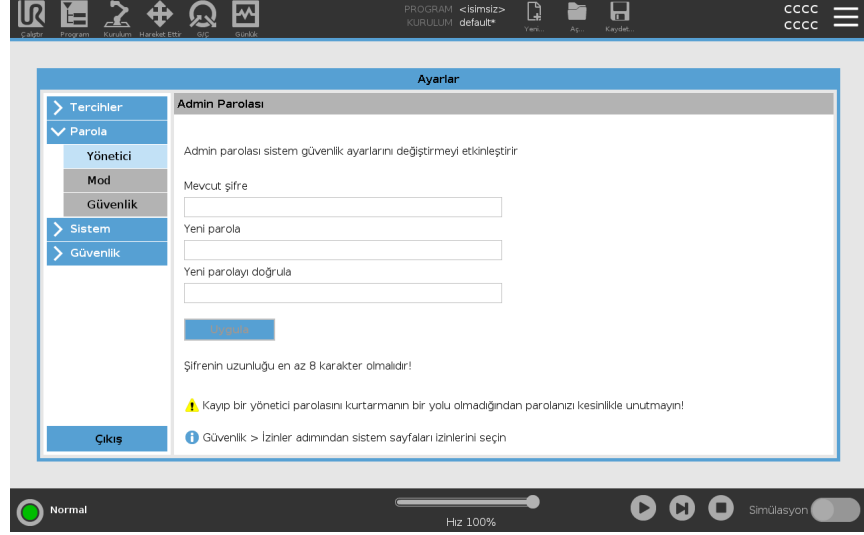 PROGRAM <isimsiz>
KURULUM default*
cccc
cccc
Çalıştır Program Kurulum Hareket Ettir G/Ç Günlük Yeni... Aç... Kaydet...
Ayarlar
Tercihler
Parola
Yönetici
Mod
Güvenlik
Sistem
Güvenlik
Çıkış
Admin Parolası
Admin parolası sistem güvenlik ayarlarını değiştirmeyi etkinleştirir
Mevcut şifre
Yeni parola
Yeni parolayı doğrula
Uygula
Şifrenin uzunluğu en az 8 karakter olmalıdır!
Kayıp bir yönetici parolasını kurtarmanın bir yolu olmadığından parolanızı kesinlikle unutmayın!
Güvenlik > İzinler adımından sistem sayfaları izinlerini seçin
Normal
Hız 100%
Simülasyon